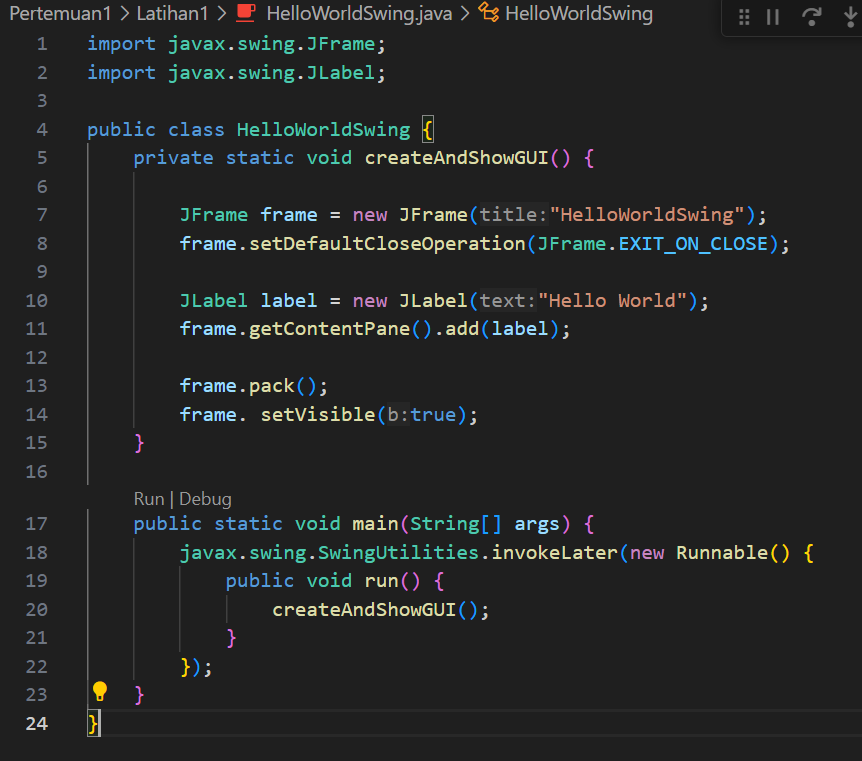 Pertemuan1 > Latihan1 > HelloWorldSwing.java > HelloWorldSwing
1 import javax.swing.JFrame;
2 import javax.swing.JLabel;
3
4 public class HelloWorldSwing {
5     private static void createAndShowGUI() {
6
7         JFrame frame = new JFrame(title:"HelloWorldSwing");
8         frame.setDefaultCloseOperation(JFrame.EXIT_ON_CLOSE);
9
10         JLabel label = new JLabel(text:"Hello World");
11         frame.getContentPane().add(label);
12
13         frame.pack();
14         frame. setVisible(b:true);
15     }
16
Run | Debug
17     public static void main(String[] args) {
18         javax.swing.SwingUtilities.invokeLater(new Runnable() {
19             public void run() {
20                 createAndShowGUI();
21             }
22         });
23     }
24 }